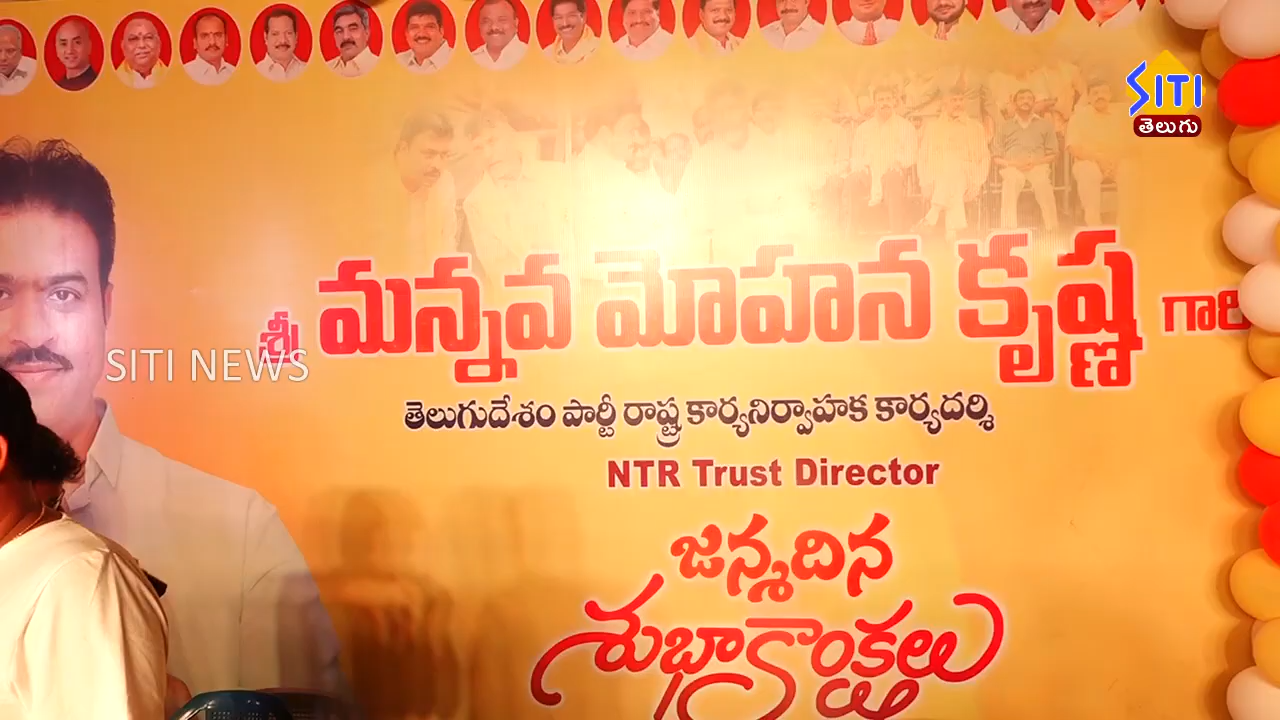 SITI
తెలుగు
శ్రీ మన్నవ మోహన కృష్ణ గారి
SITI NEWS
తెలుగుదేశం పార్టీ రాష్ట్ర కార్యనిర్వాహక కార్యదర్శి
NTR Trust Director
జన్మదిన
శుభాకాంక్షలు